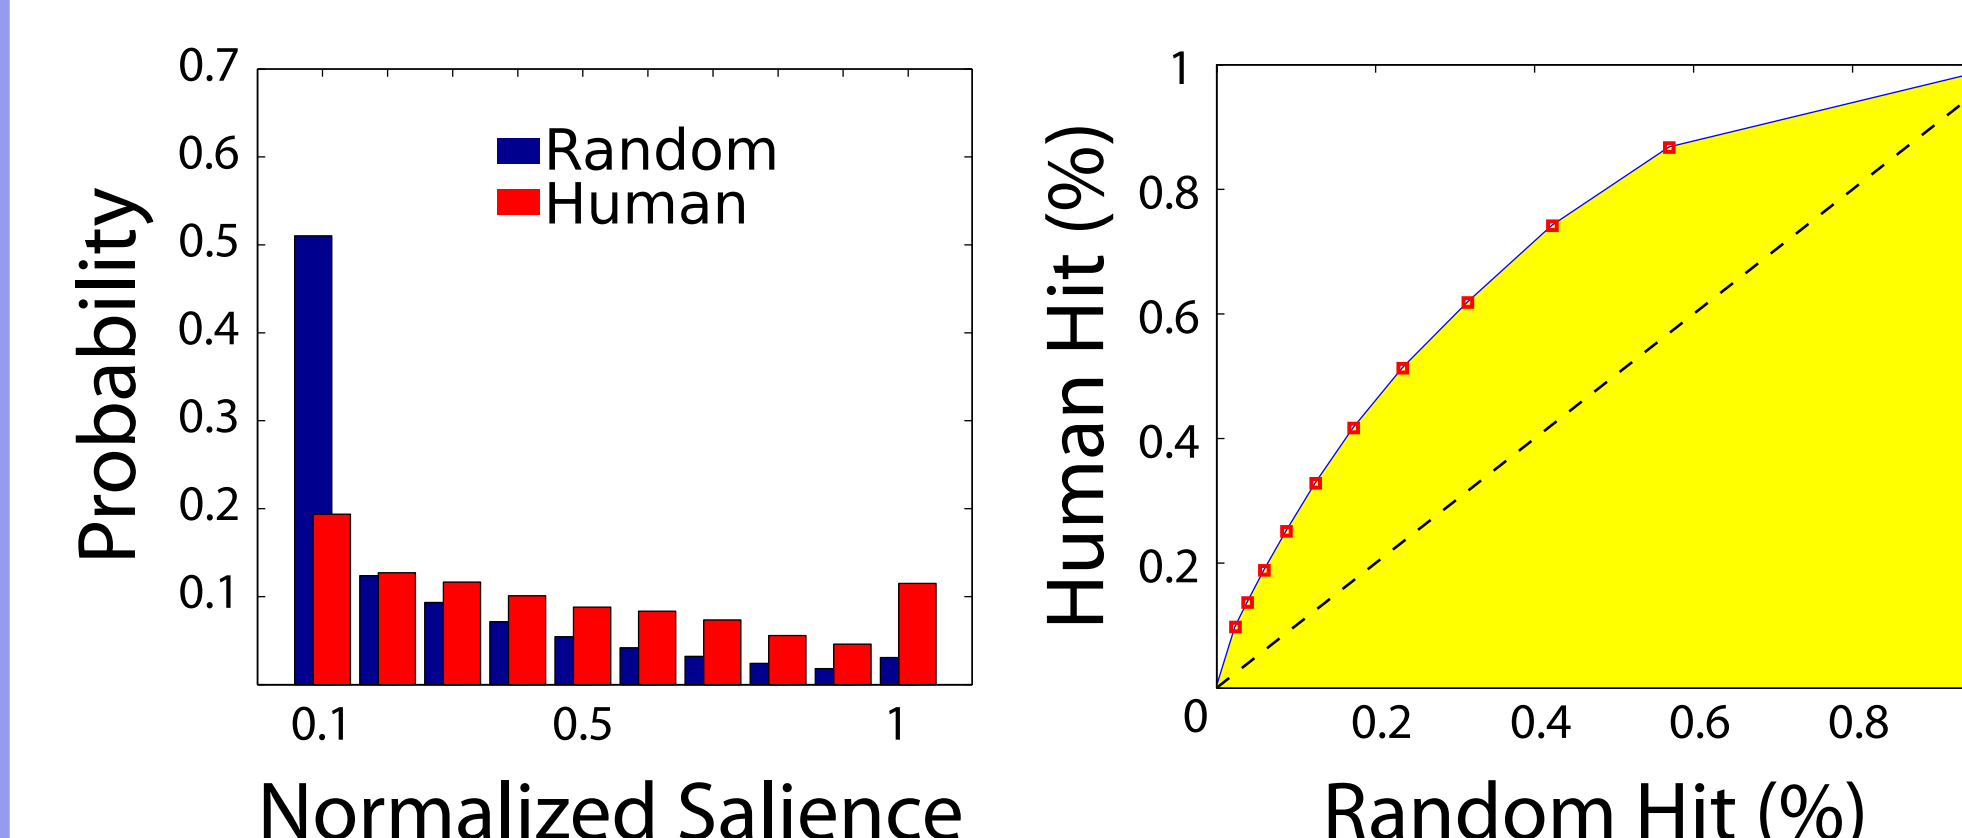 0.7
0.6
0.5
0.4
0.3
0.2
0.1
Probability
Random
Human
0.1 0.5 1
Normalized Salience
1
0.8
0.6
0.4
0.2
Human Hit (%)
0 0.2 0.4 0.6 0.8
Random Hit (%)